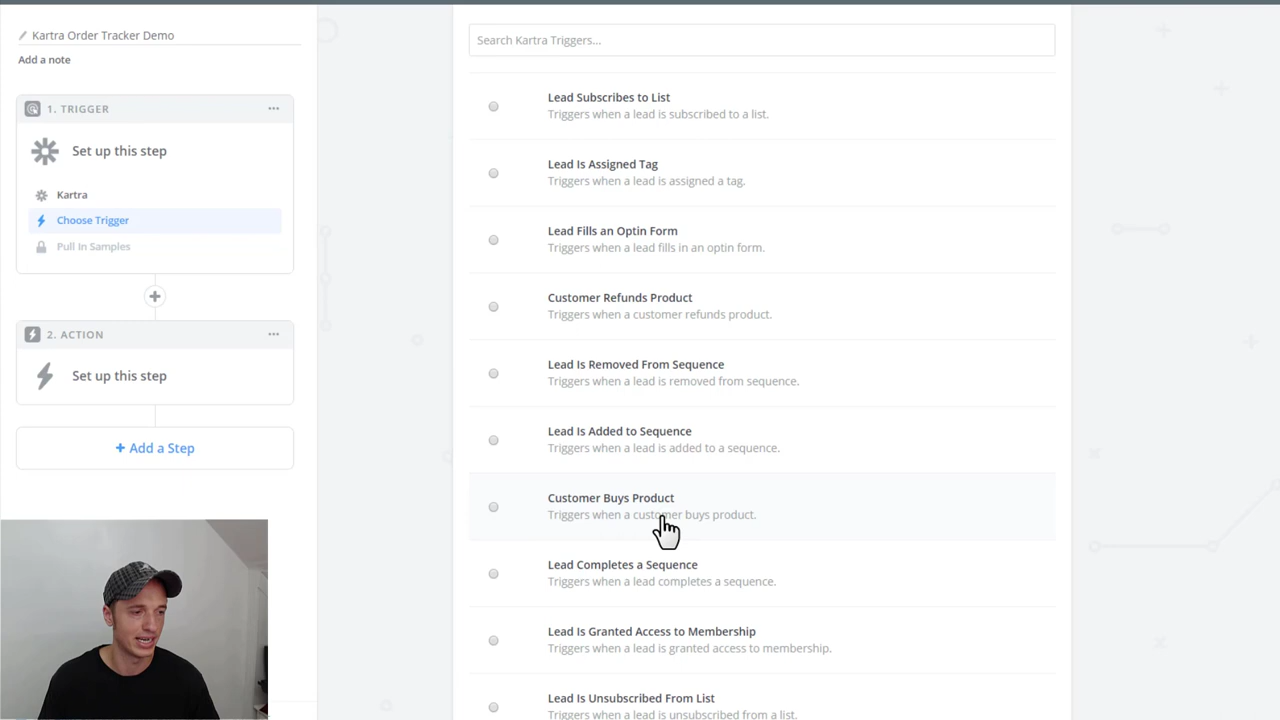 Kartra Order Tracker Demo
Add a note
1. TRIGGER
Set up this step
Kartra
Choose Trigger
Pull In Samples
2. ACTION
Set up this step
+ Add a Step
Search Kartra Triggers...
Lead Subscribes to List
Triggers when a lead is subscribed to a list.
Lead Is Assigned Tag
Triggers when a lead is assigned a tag.
Lead Fills an Optin Form
Triggers when a lead fills in an optin form.
Customer Refunds Product
Triggers when a customer refunds product.
Lead Is Removed From Sequence
Triggers when a lead is removed from sequence.
Lead Is Added to Sequence
Triggers when a lead is added to a sequence.
Customer Buys Product
Triggers when a customer buys product.
Lead Completes a Sequence
Triggers when a lead completes a sequence.
Lead Is Granted Access to Membership
Triggers when a lead is granted access to membership.
Lead Is Unsubscribed From List
Triggers when a lead is unsubscribed from a list.